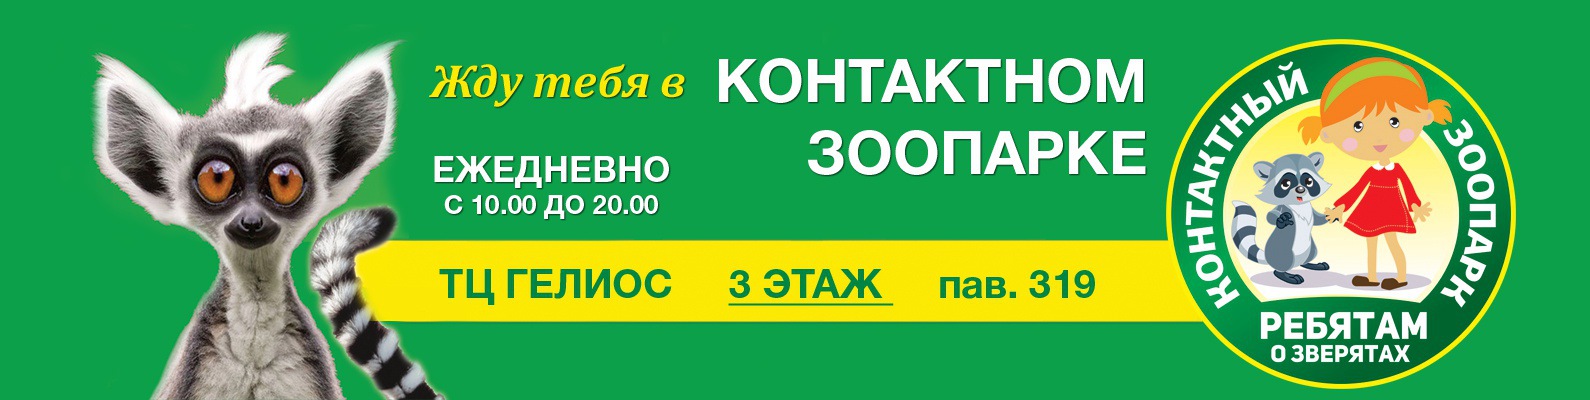 Жду тебя в КОНТАКТНОМ
ЗООПАРКЕ
ЕЖЕДНЕВНО
С 10.00 ДО 20.00
ТЦ ГЕЛИОС 3 ЭТАЖ пав. 319
КОНТАКТНЫЙ ЗООПАРК
РЕБЯТАМ
О ЗВЕРЯТАХ